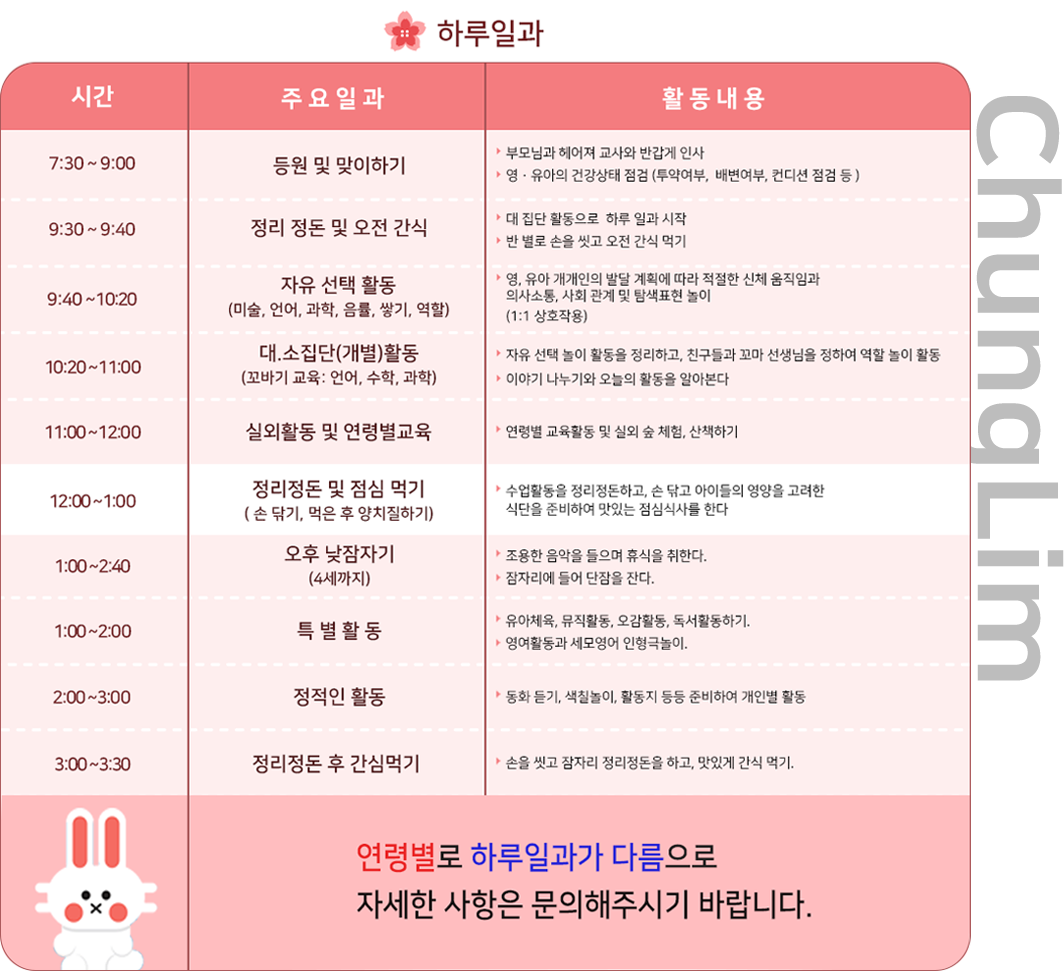 하루일과
시간
주요일과
활동내용
7:30 ~ 9:00
등원 및 맞이하기
부모님과 헤어져 교사와 반갑게 인사
영 · 유아의 건강상태 점검 (투약여부, 배변여부, 컨디션 점검 등 )
9:30 ~ 9:40
정리 정돈 및 오전 간식
대 집단 활동으로 하루 일과 시작
반 별로 손을 씻고 오전 간식 먹기
9:40 ~10:20
자유 선택 활동
(미술, 언어, 과학, 음률, 쌓기, 역할)
영, 유아 개개인의 발달 계획에 따라 적절한 신체 움직임과
의사소통, 사회 관계 및 탐색표현 놀이
(1:1 상호작용)
10:20~11:00
대.소집단(개별)활동
(꼬바기 교육: 언어, 수학, 과학)
자유 선택 놀이 활동을 정리하고, 친구들과 꼬마 선생님을 정하여 역할 놀이 활동
이야기 나누기와 오늘의 활동을 알아본다
11:00~12:00
실외활동 및 연령별교육
연령별 교육활동 및 실외 숲 체험, 산책하기
12:00~1:00
정리정돈 및 점심 먹기
( 손 닦기, 먹은 후 양치질하기)
수업활동을 정리정돈하고, 손 닦고 아이들의 영양을 고려한
식단을 준비하여 맛있는 점심식사를 한다
1:00~2:40
오후 낮잠자기
(4세까지)
조용한 음악을 들으며 휴식을 취한다.
잠자리에 들어 단잠을 잔다.
1:00~2:00
특 별 활 동
유아체육, 뮤직활동, 오감활동, 독서활동하기.
영여활동과 세모영어 인형극놀이.
2:00~3:00
정적인 활동
동화 듣기, 색칠놀이, 활동지 등등 준비하여 개인별 활동
3:00~3:30
정리정돈 후 간심먹기
손을 씻고 잠자리 정리정돈을 하고, 맛있게 간식 먹기.
연령별로 하루일과가 다름으로
자세한 사항은 문의해주시기 바랍니다.
ChungLim